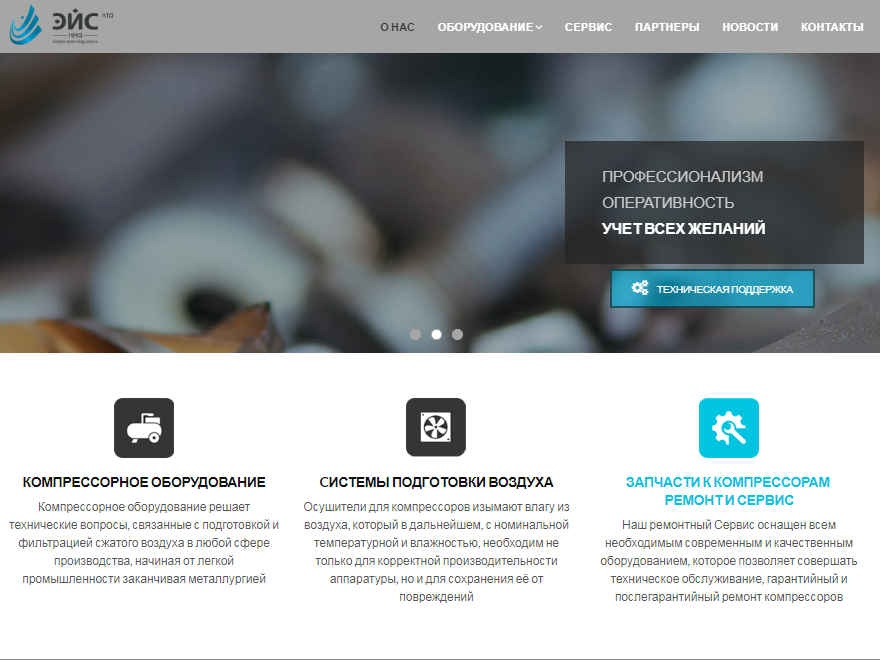 ЭЙС ЛТД
1993
О НАС ОБОРУДОВАНИЕ СЕРВИС ПАРТНЕРЫ НОВОСТИ КОНТАКТЫ
ПРОФЕССИОНАЛИЗМ
ОПЕРАТИВНОСТЬ
УЧЕТ ВСЕХ ЖЕЛАНИЙ
ТЕХНИЧЕСКАЯ ПОДДЕРЖКА
КОМПРЕССОРНОЕ ОБОРУДОВАНИЕ
Компрессорное оборудование решает
технические вопросы, связанные с подготовкой и
фильтрацией сжатого воздуха в любой сфере
производства, начиная от легкой
промышленности заканчивая металлургией
СИСТЕМЫ ПОДГОТОВКИ ВОЗДУХА
Осушители для компрессоров изымают влагу из
воздуха, который в дальнейшем, с номинальной
температурной и влажностью, необходим не
только для корректной производительности
аппаратуры, но и для сохранения её от
повреждений
ЗАПЧАСТИ К КОМПРЕССОРАМ
РЕМОНТ И СЕРВИС
Наш ремонтный Сервис оснащен всем
необходимым современным и качественным
оборудованием, которое позволяет совершать
техническое обслуживание, гарантийный и
послегарантийный ремонт компрессоров